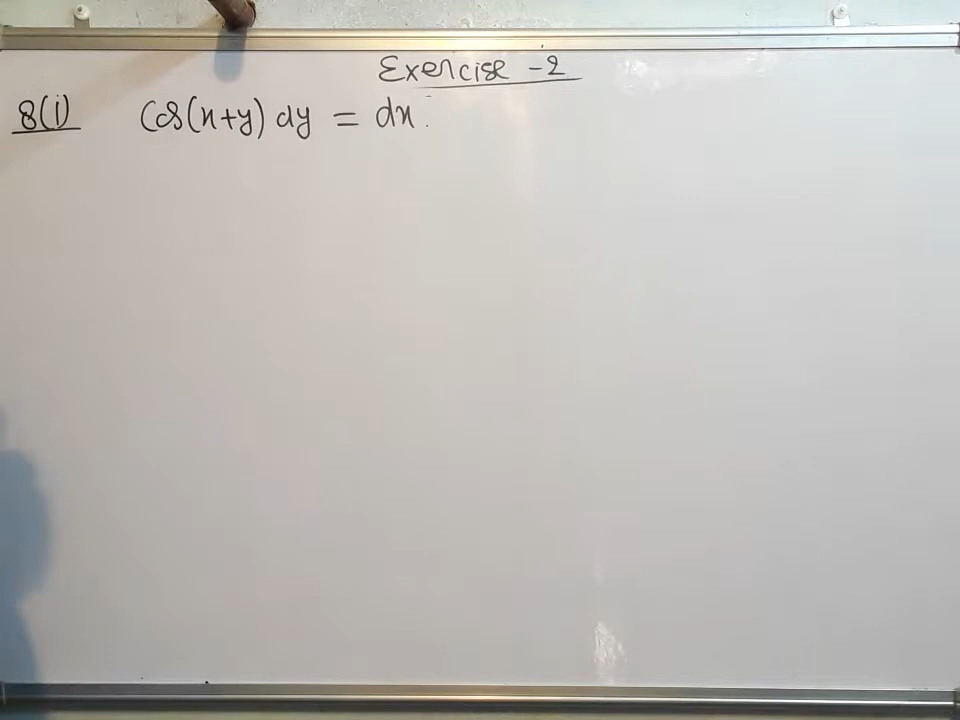 Exercise - 2
8(i) Cos(x+y) dy = dx.